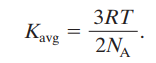 K_avg = 3RT / 2N_A.